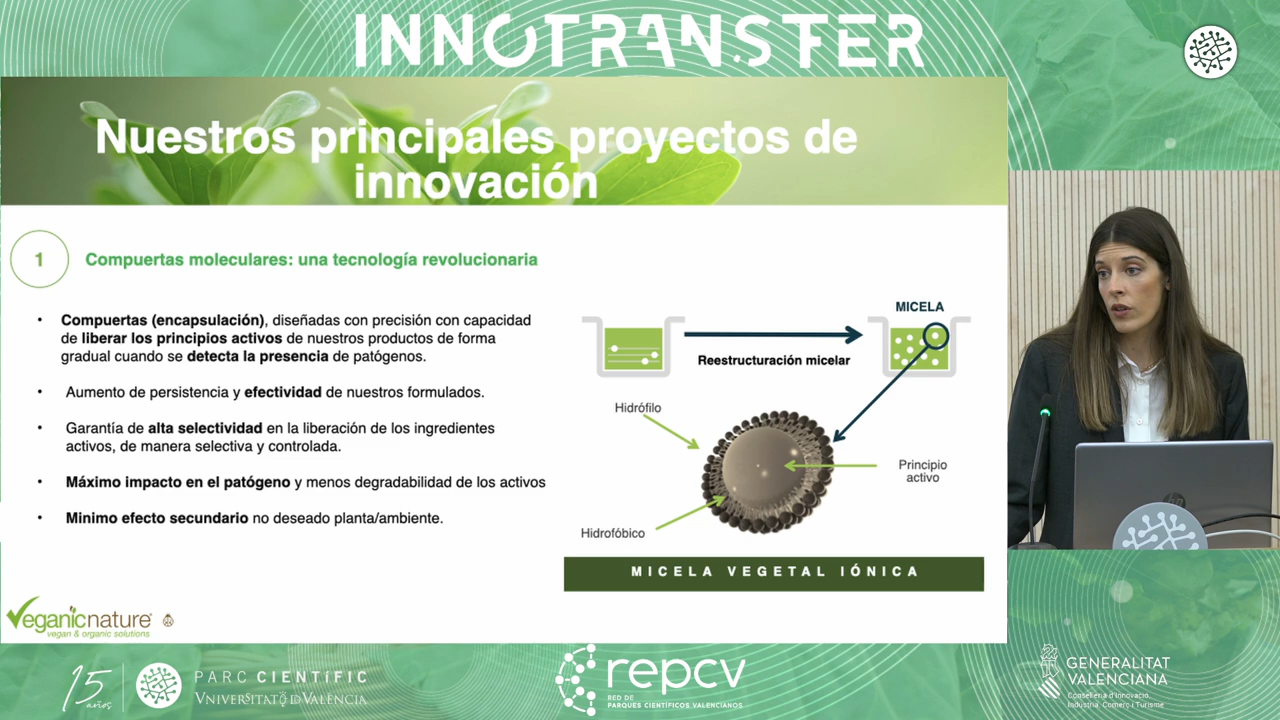 INNOTRANSFER
Nuestros principales proyectos de
innovación
1
Compuertas moleculares: una tecnología revolucionaria
• Compuertas (encapsulación), diseñadas con precisión con capacidad
de liberar los principios activos de nuestros productos de forma
gradual cuando se detecta la presencia de patógenos.
• Aumento de persistencia y efectividad de nuestros formulados.
• Garantía de alta selectividad en la liberación de los ingredientes
activos, de manera selectiva y controlada.
• Máximo impacto en el patógeno y menos degradabilidad de los activos
• Minimo efecto secundario no deseado planta/ambiente.
MICELA
Reestructuración micelar
Hidrófilo
Principio
activo
Hidrofóbico
MICELA VEGETAL IÓNICA
Veganicnature®
vegan & organic solutions
hp
15
años
PARC CIENTÍFIC
VNIVERSITATǪDVALÈNCIA
repcv
RED DE
PARQUES CIENTÍFICOS VALENCIANOS
GENERALITAT
VALENCIANA
Conselleria d'Innovació,
Indústria, Comerç i Turisme